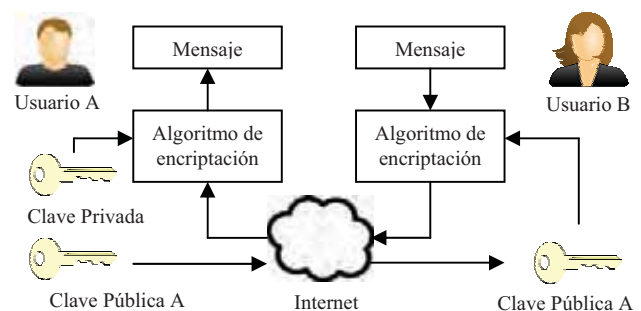 Mensaje
Mensaje
Usuario A
Usuario B
Algoritmo de
encriptación
Algoritmo de
encriptación
Clave Privada
Clave Pública A
Internet
Clave Pública A